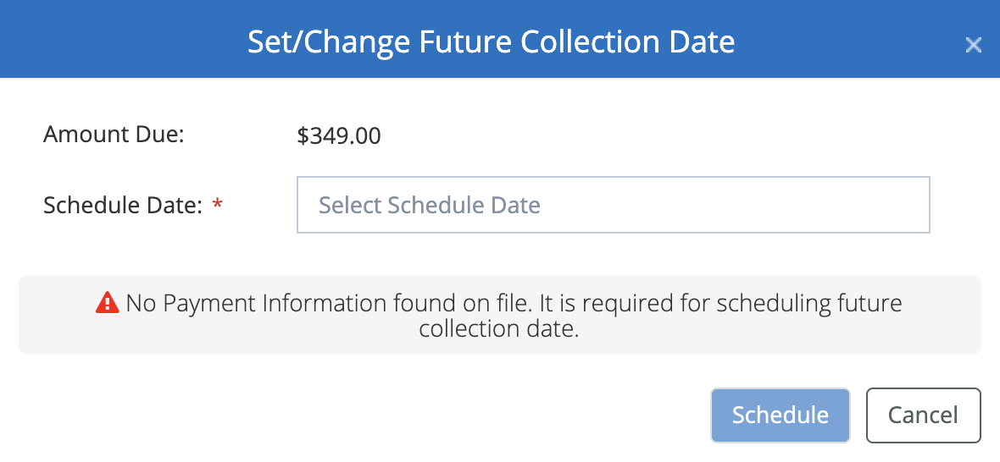 Set/Change Future Collection Date
Amount Due: $349.00
Schedule Date: * Select Schedule Date
No Payment Information found on file. It is required for scheduling future
collection date.
Schedule Cancel